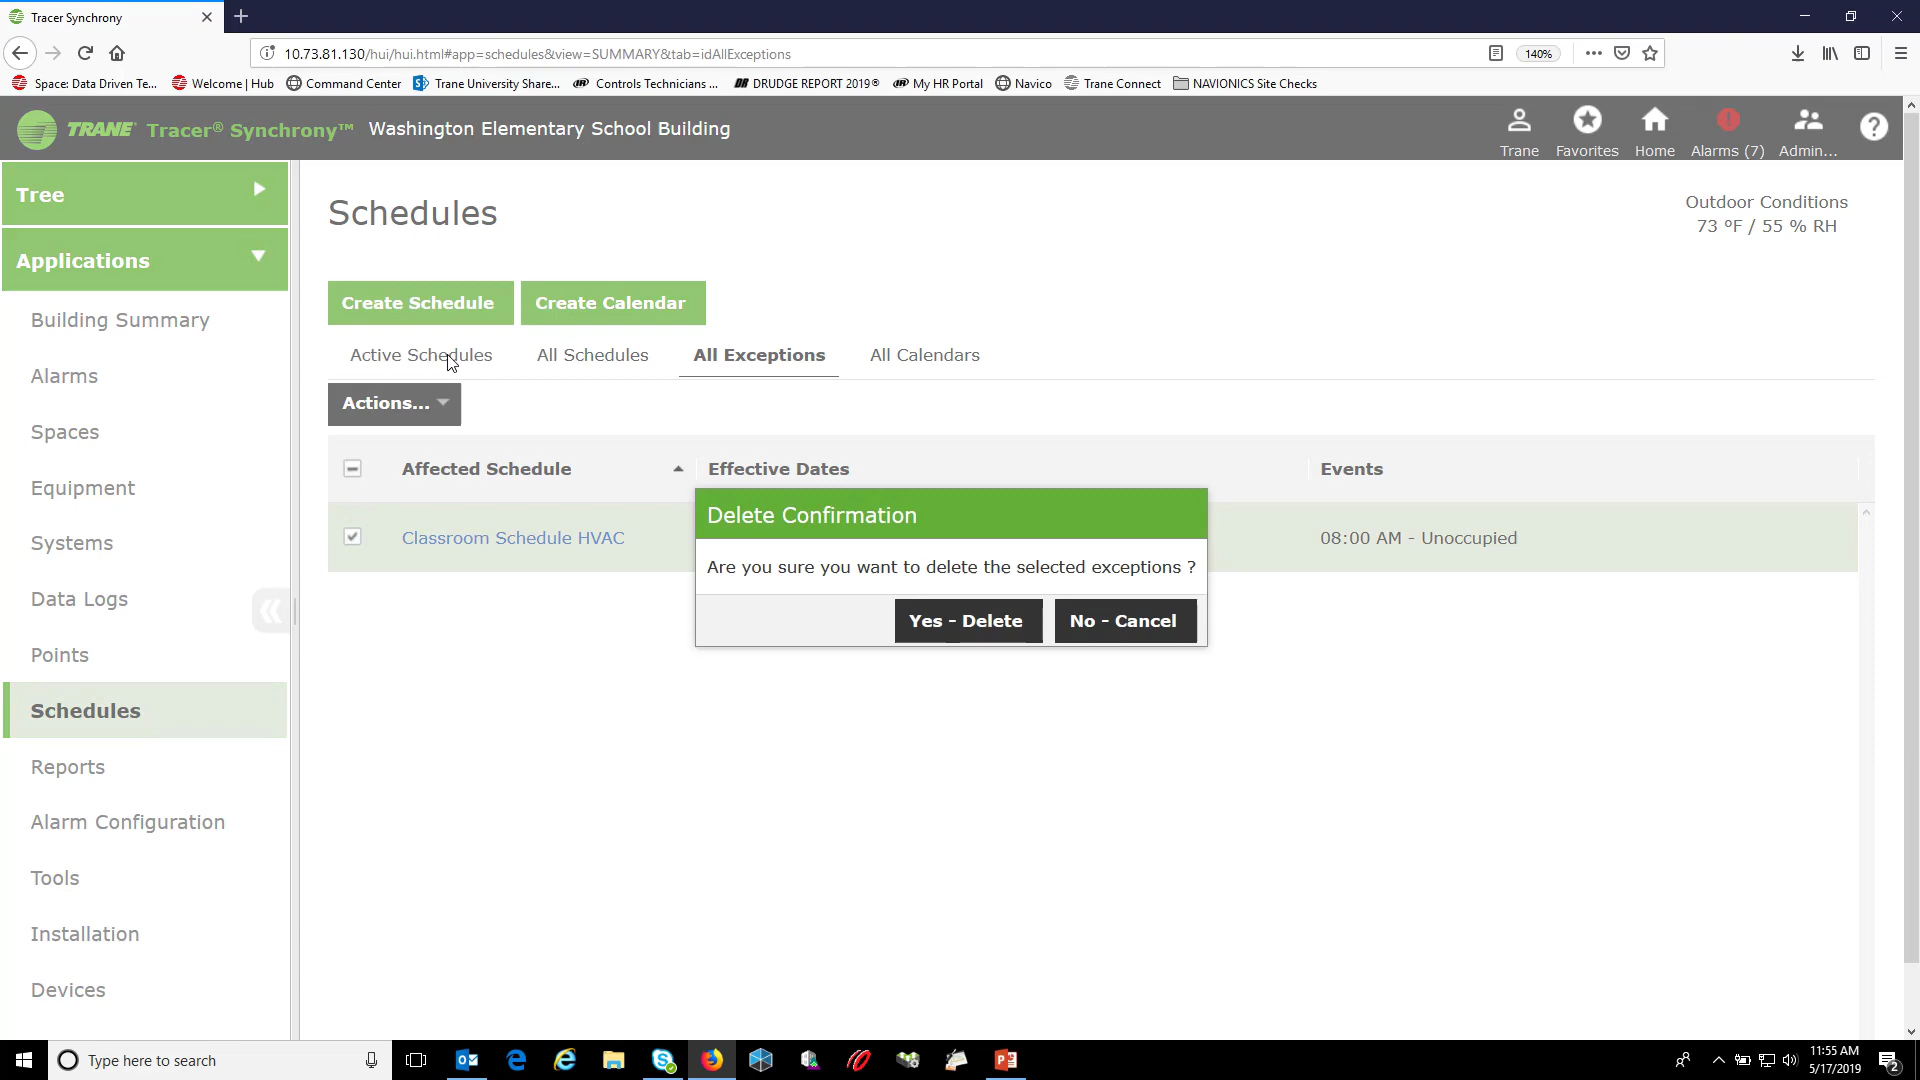 Tracer Synchrony
10.73.81.130/hui/hui.html#app=schedules&view=SUMMARY&tab=idAllExceptions
140%
Space: Data Driven Te...
Welcome | Hub
Command Center
Trane University Share...
Controls Technicians ...
DRUDGE REPORT 2019®
My HR Portal
Navico
Trane Connect
NAVIONICS Site Checks
TRANE Tracer® Synchrony™ Washington Elementary School Building
Trane
Favorites
Home
Alarms (7)
Admin...
?
Tree
Applications
Building Summary
Alarms
Spaces
Equipment
Systems
Data Logs
Points
Schedules
Reports
Alarm Configuration
Tools
Installation
Devices
Schedules
Outdoor Conditions
73 ºF / 55 % RH
Create Schedule
Create Calendar
Active Schedules
All Schedules
All Exceptions
All Calendars
Actions...
Affected Schedule
Effective Dates
Events
Classroom Schedule HVAC
08:00 AM - Unoccupied
Delete Confirmation
Are you sure you want to delete the selected exceptions ?
Yes - Delete
No - Cancel
Type here to search
11:55 AM
5/17/2019
2